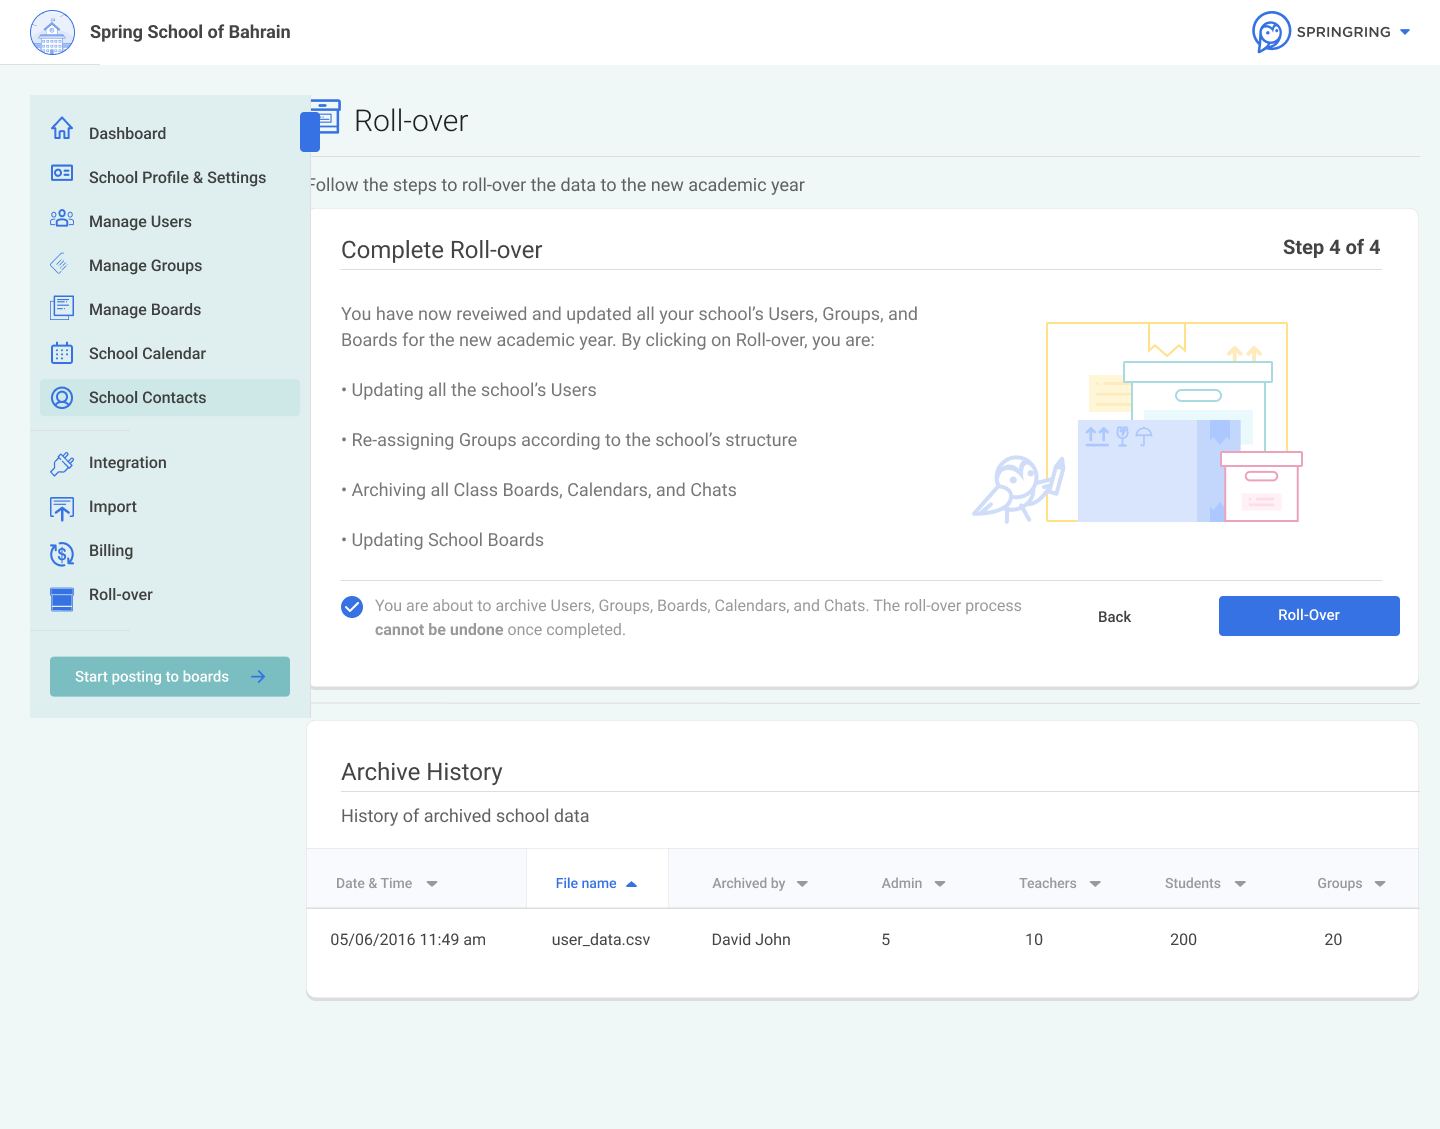 Spring School of Bahrain
SPRINGRING
Dashboard
School Profile & Settings
Manage Users
Manage Groups
Manage Boards
School Calendar
School Contacts
Integration
Import
Billing
Roll-over
Start posting to boards
Roll-over
Follow the steps to roll-over the data to the new academic year
Complete Roll-over
Step 4 of 4
You have now reveiwed and updated all your school’s Users, Groups, and
Boards for the new academic year. By clicking on Roll-over, you are:
• Updating all the school’s Users
• Re-assigning Groups according to the school’s structure
• Archiving all Class Boards, Calendars, and Chats
• Updating School Boards
You are about to archive Users, Groups, Boards, Calendars, and Chats. The roll-over process
cannot be undone once completed.
Back
Roll-Over
Archive History
History of archived school data
Date & Time File name Archived by Admin Teachers Students Groups
05/06/2016 11:49 am user_data.csv David John 5 10 200 20